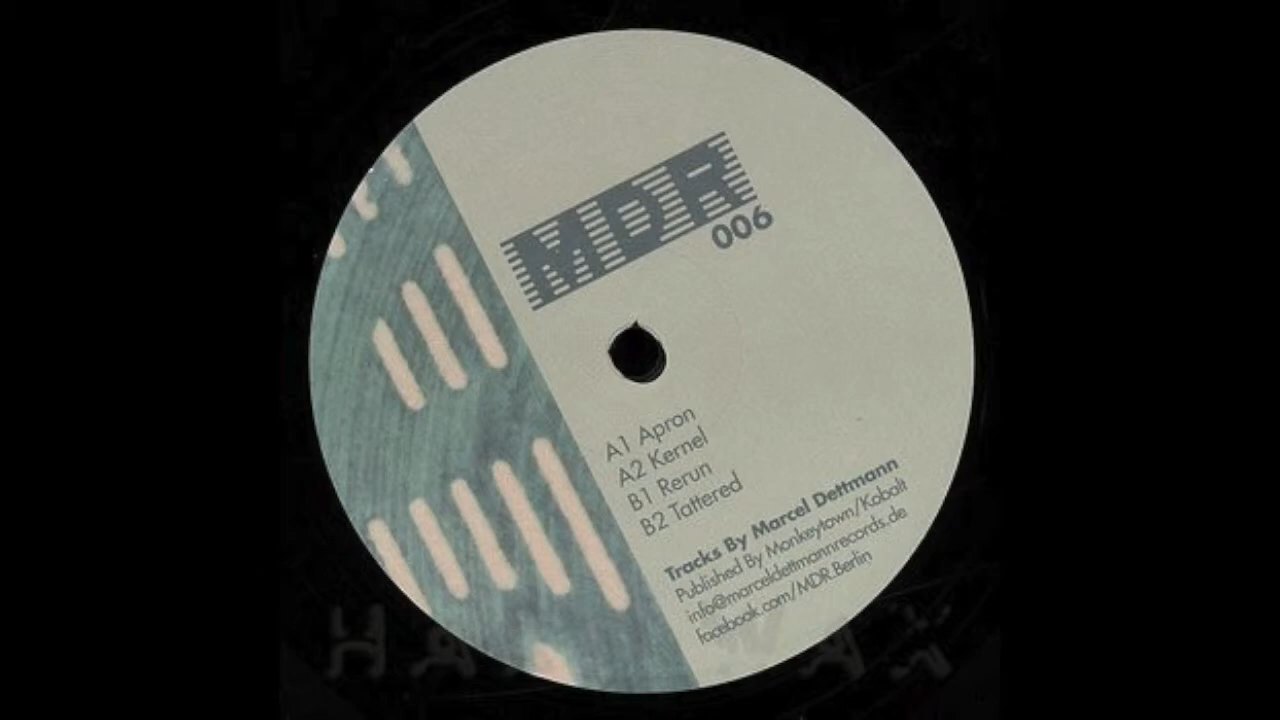 MDR
006
A1 Apron
A2 Kernel
B1 Rerun
B2 Tattered
Tracks By Marcel Dettmann
Published By Monkeytown/Kobalt
info@marceldettmannrecords.de
facebook.com/MDR.Berlin